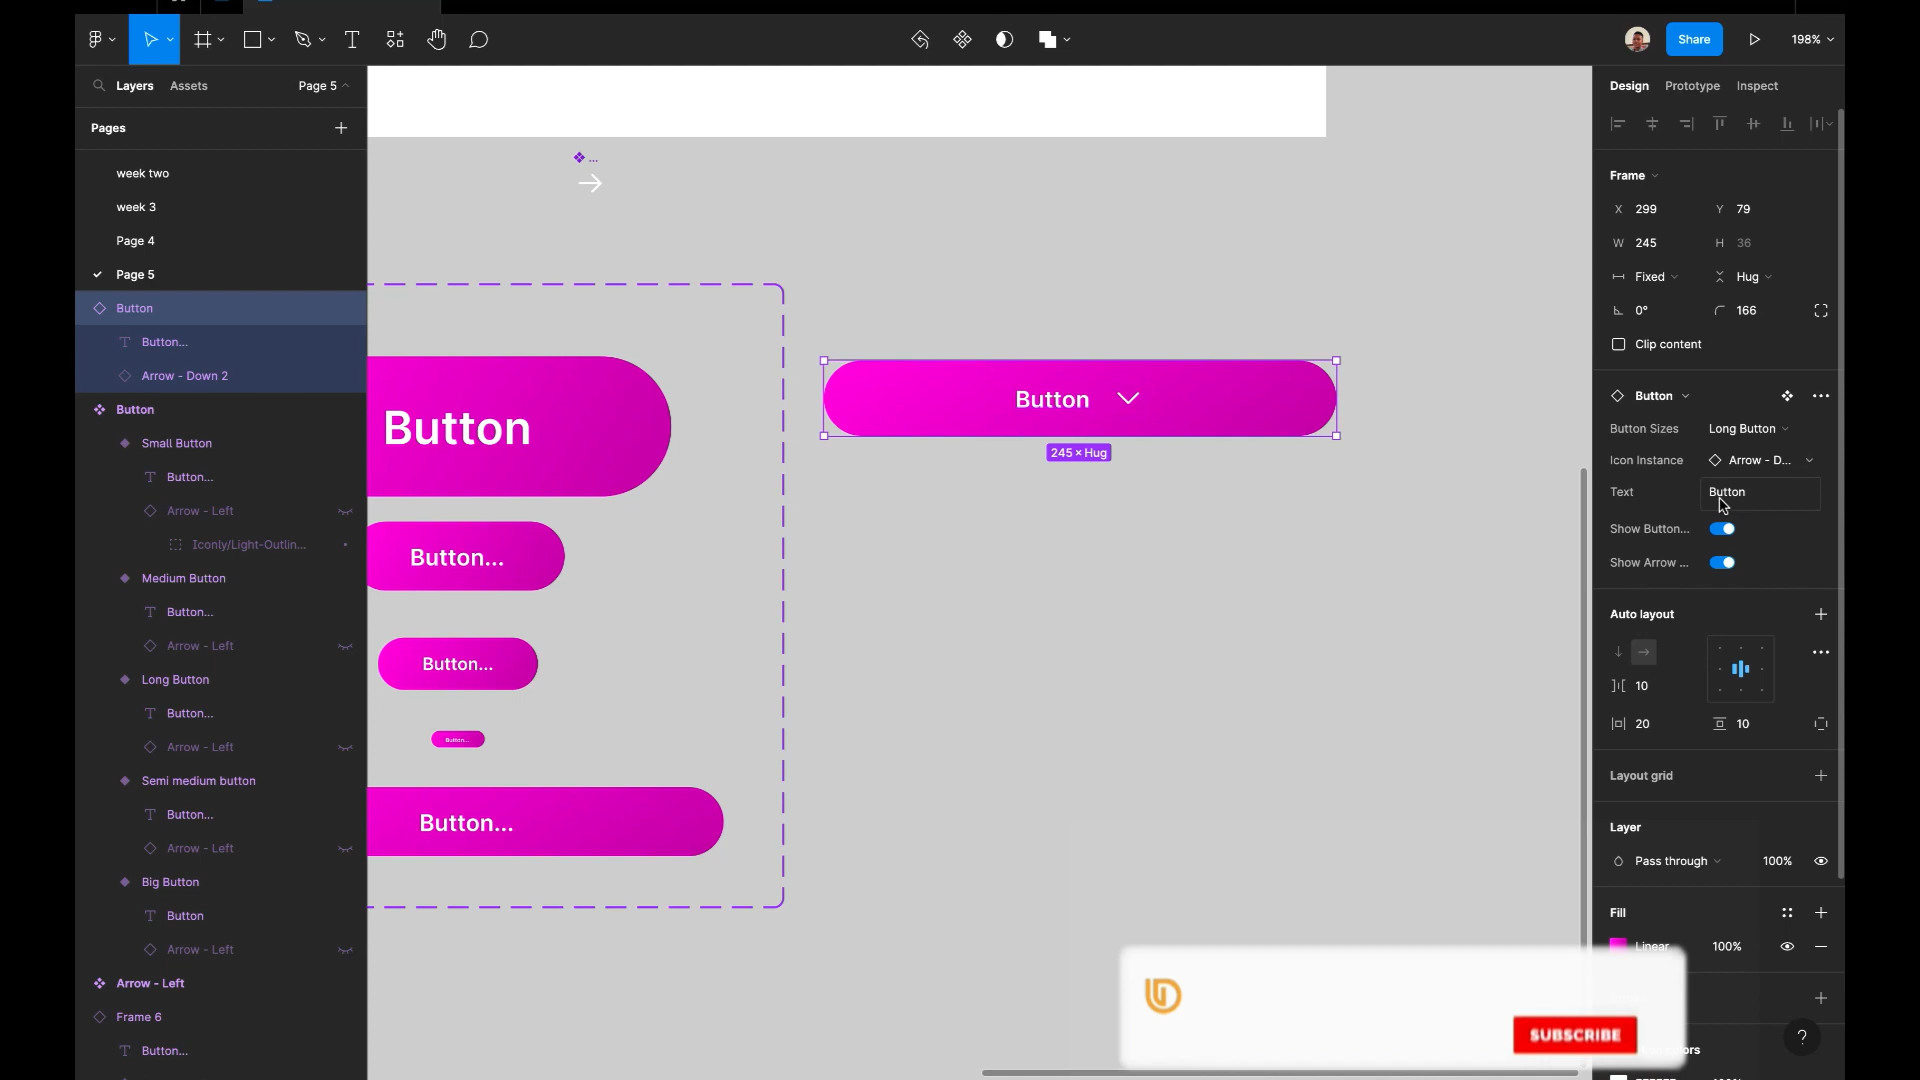 Share
198%
Layers
Assets
Page 5
Pages
week two
week 3
Page 4
Page 5
Button
Button...
Arrow - Down 2
Button
Small Button
Button...
Arrow - Left
Iconly/Light-Outlin...
Medium Button
Button...
Arrow - Left
Long Button
Button...
Arrow - Left
Semi medium button
Button...
Arrow - Left
Big Button
Button
Arrow - Left
Arrow - Left
Frame 6
Button...
...
Button
Button...
Button...
Button...
Button...
Button
245 × Hug
Design
Prototype
Inspect
Frame
X 299
Y 79
W 245
H 36
Fixed
Hug
0°
166
Clip content
Button
Button Sizes
Long Button
Icon Instance
Arrow - D...
Text
Button
Show Button...
Show Arrow ...
Auto layout
10
20
10
Layout grid
Layer
Pass through
100%
Fill
Linear
100%
SUBSCRIBE
?